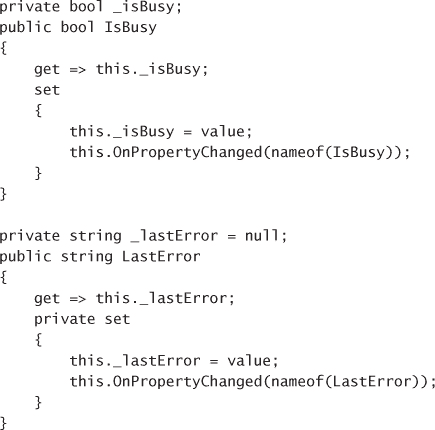 private bool _isBusy;
public bool IsBusy
{
    get => this._isBusy;
    set
    {
        this._isBusy = value;
        this.OnPropertyChanged(nameof(IsBusy));
    }
}

private string _lastError = null;
public string LastError
{
    get => this._lastError;
    private set
    {
        this._lastError = value;
        this.OnPropertyChanged(nameof(LastError));
    }
}